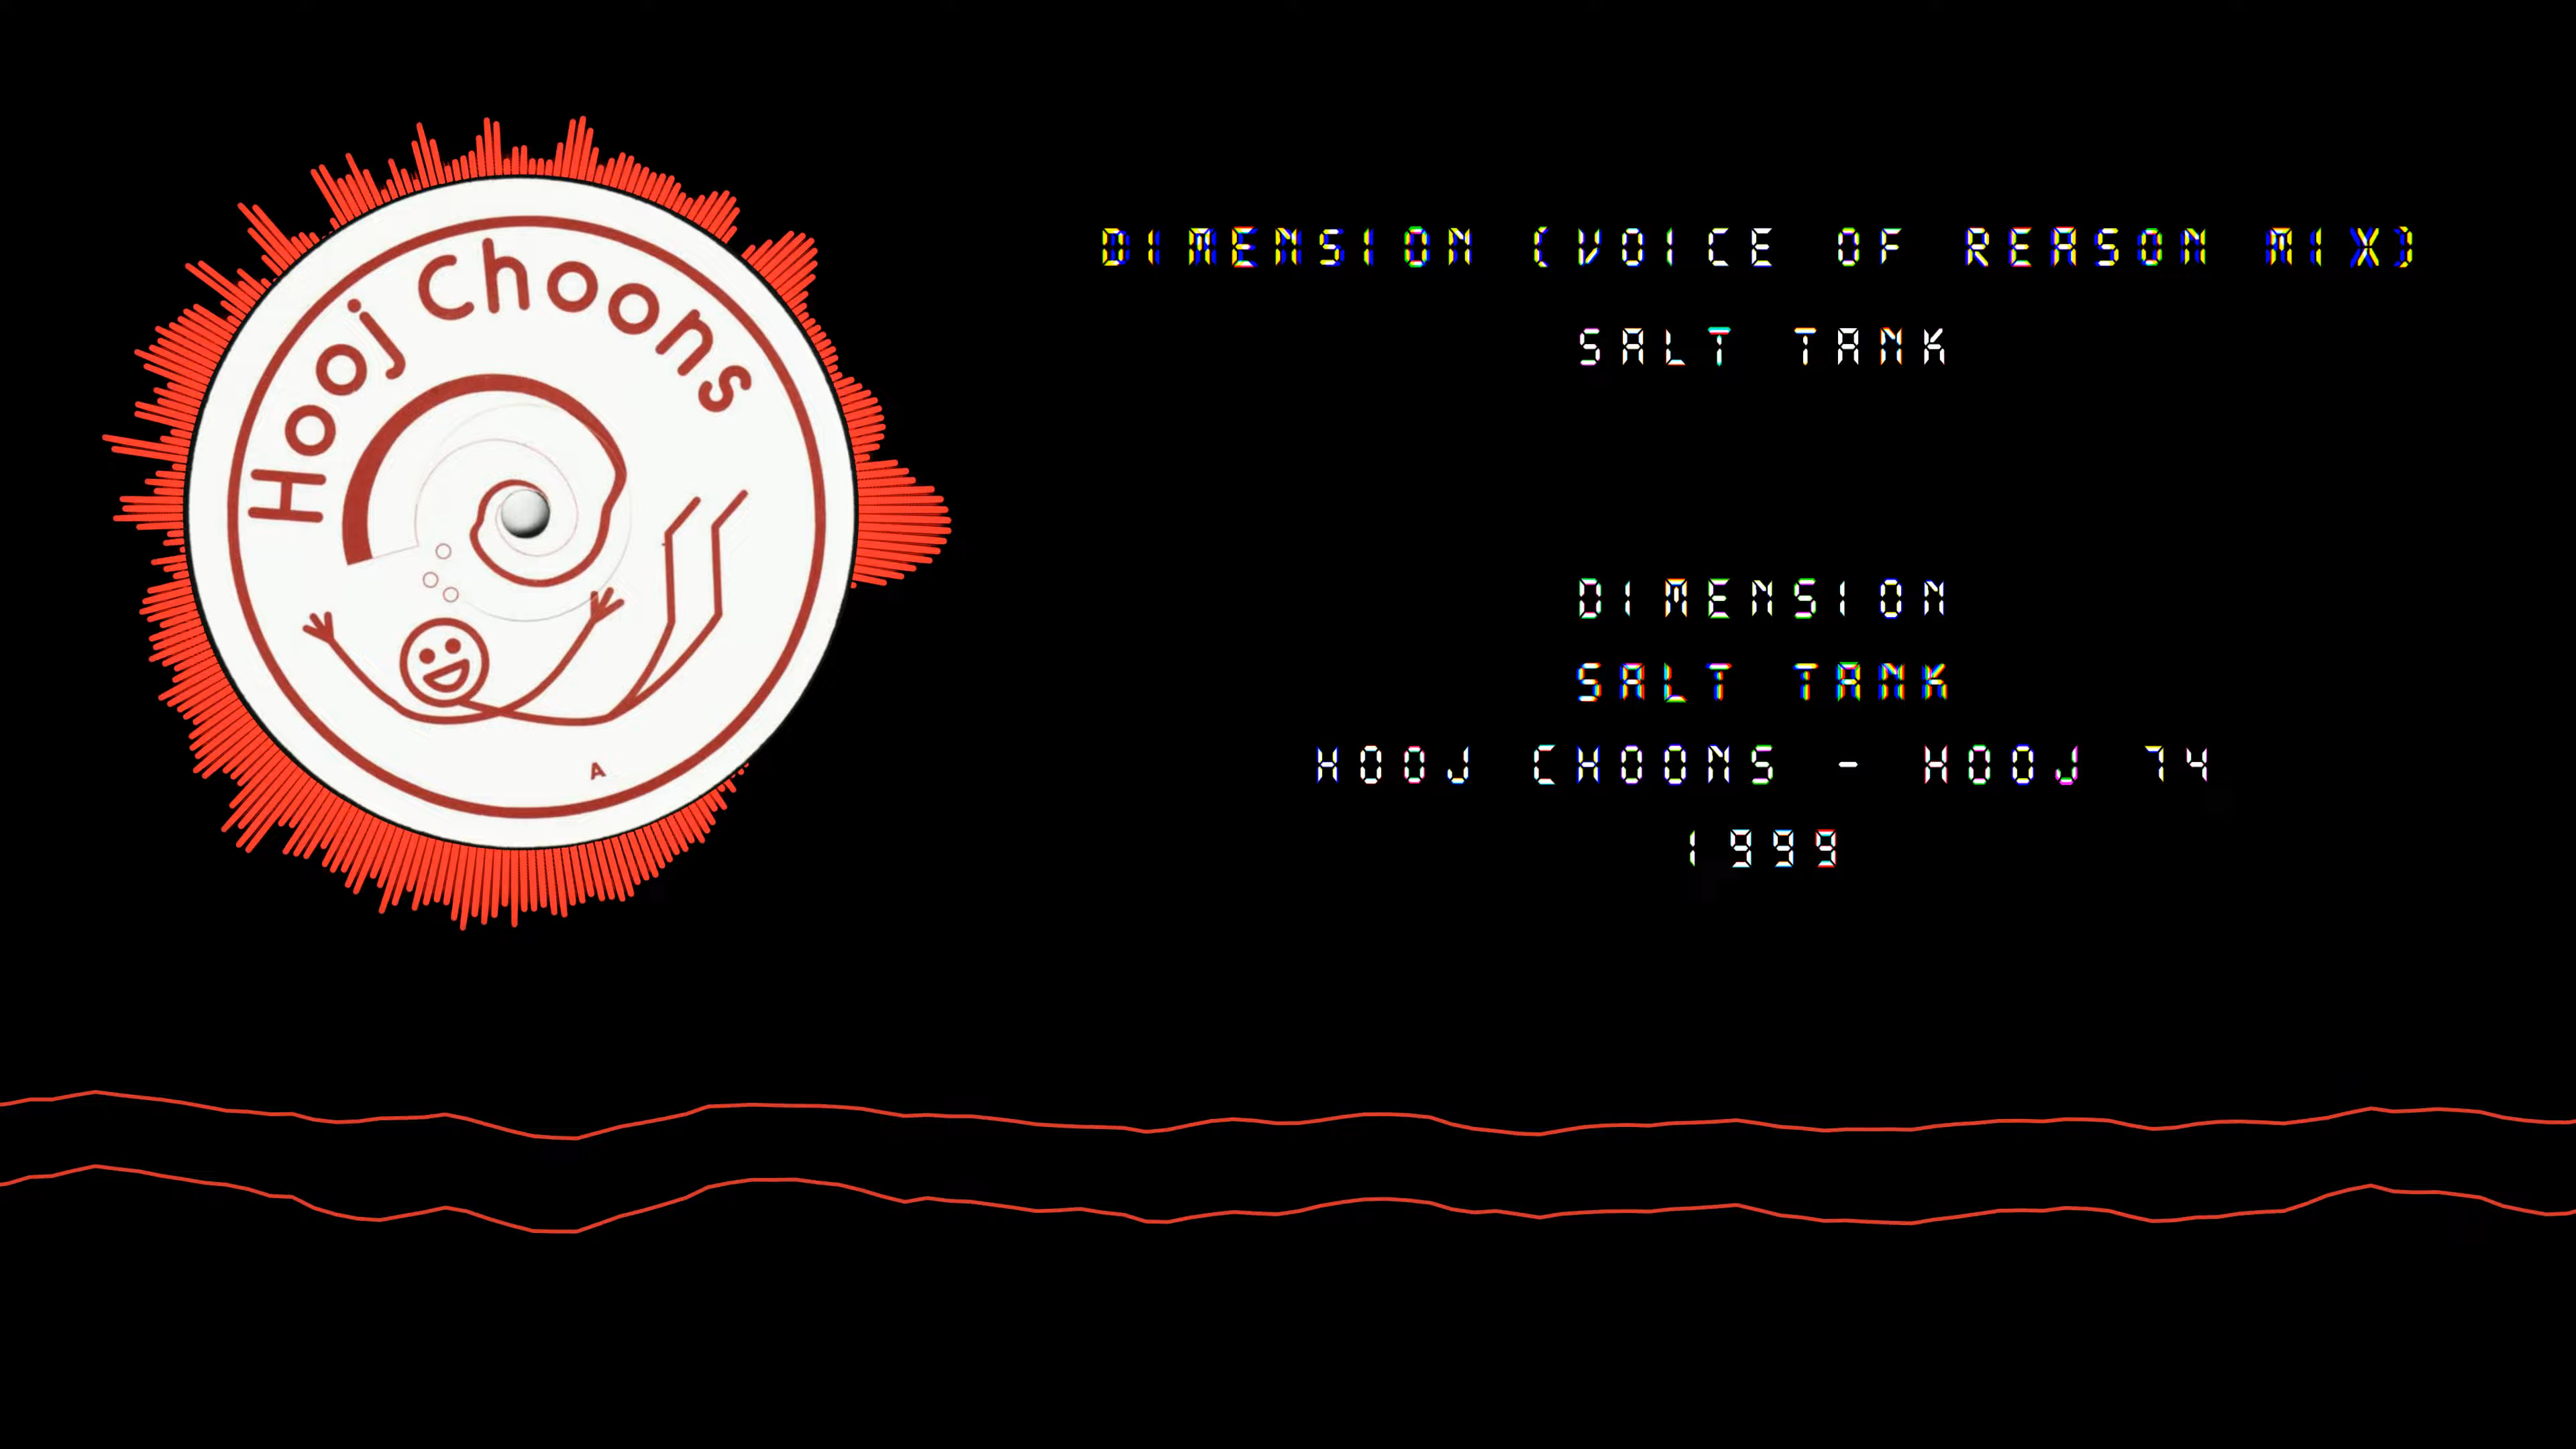 Hooj Choons
A
DIMENSION (VOICE OF REASON MIX)
SALT TANK
DIMENSION
SALT TANK
HOOJ CHOONS - HOOJ 74
1999